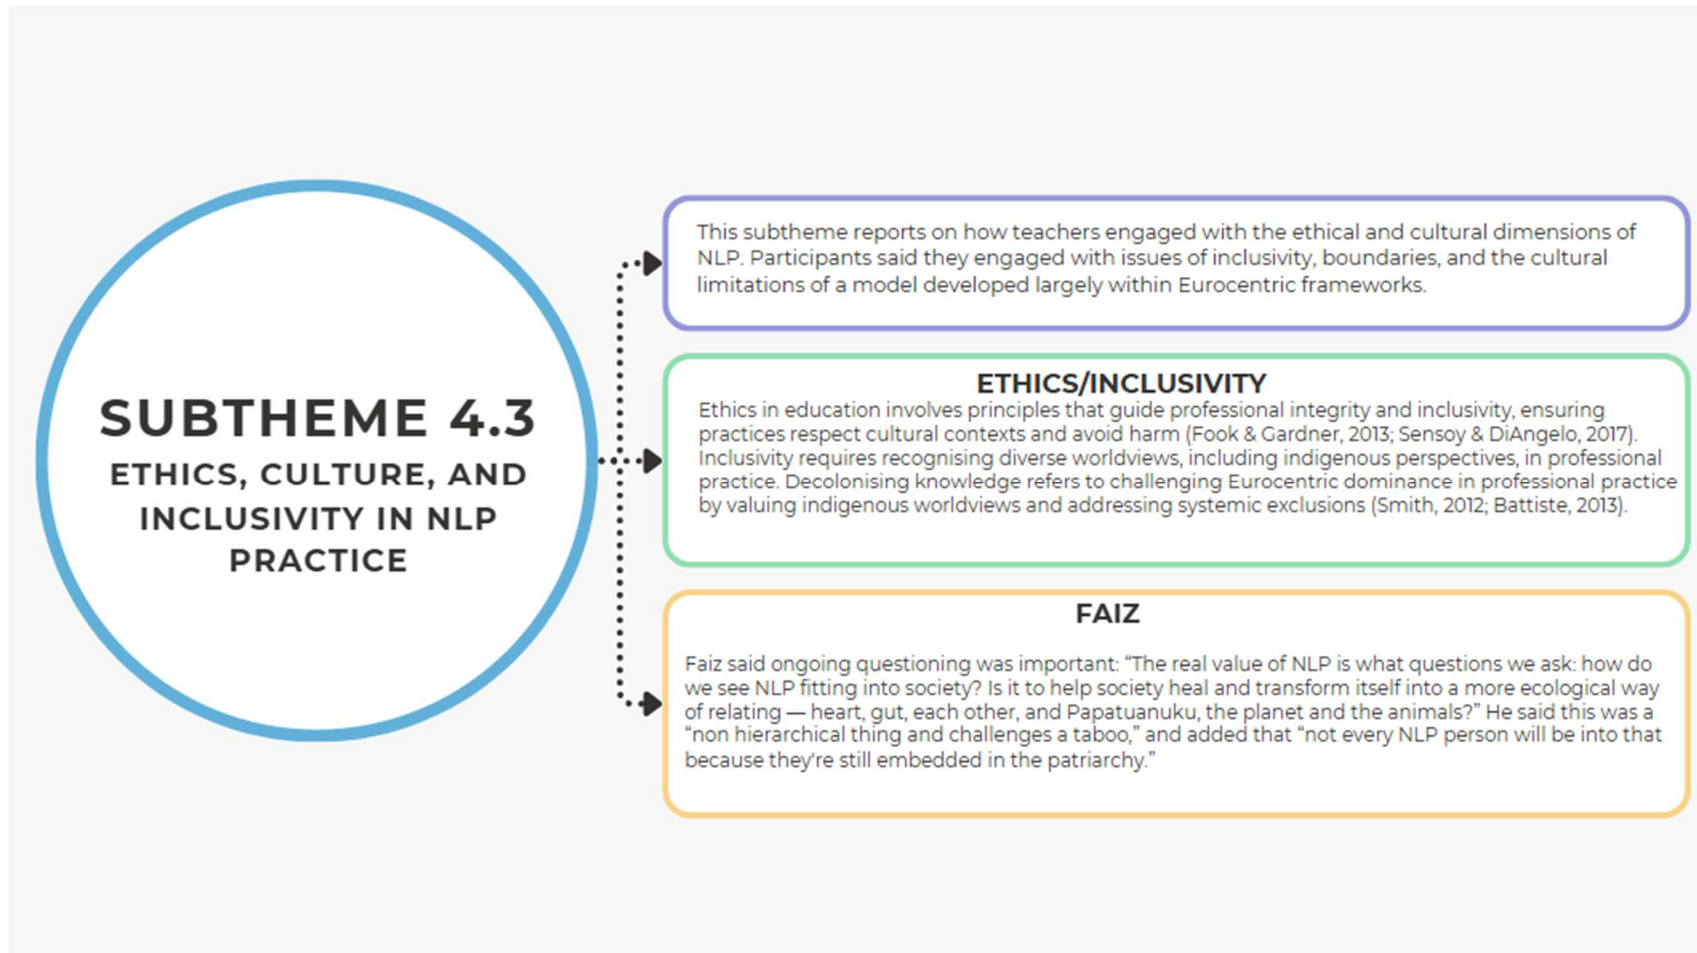 SUBTHEME 4.3
ETHICS, CULTURE, AND
INCLUSIVITY IN NLP
PRACTICE
This subtheme reports on how teachers engaged with the ethical and cultural dimensions of
NLP. Participants said they engaged with issues of inclusivity, boundaries, and the cultural
limitations of a model developed largely within Eurocentric frameworks.
ETHICS/INCLUSIVITY
Ethics in education involves principles that guide professional integrity and inclusivity, ensuring
practices respect cultural contexts and avoid harm (Fook & Gardner, 2013; Sensoy & DiAngelo, 2017).
Inclusivity requires recognising diverse worldviews, including indigenous perspectives, in professional
practice. Decolonising knowledge refers to challenging Eurocentric dominance in professional practice
by valuing indigenous worldviews and addressing systemic exclusions (Smith, 2012; Battiste, 2013).
FAIZ
Faiz said ongoing questioning was important: “The real value of NLP is what questions we ask: how do
we see NLP fitting into society? Is it to help society heal and transform itself into a more ecological way
of relating — heart, gut, each other, and Papatuanuku, the planet and the animals?” He said this was a
“non hierarchical thing and challenges a taboo,” and added that “not every NLP person will be into that
because they're still embedded in the patriarchy.”